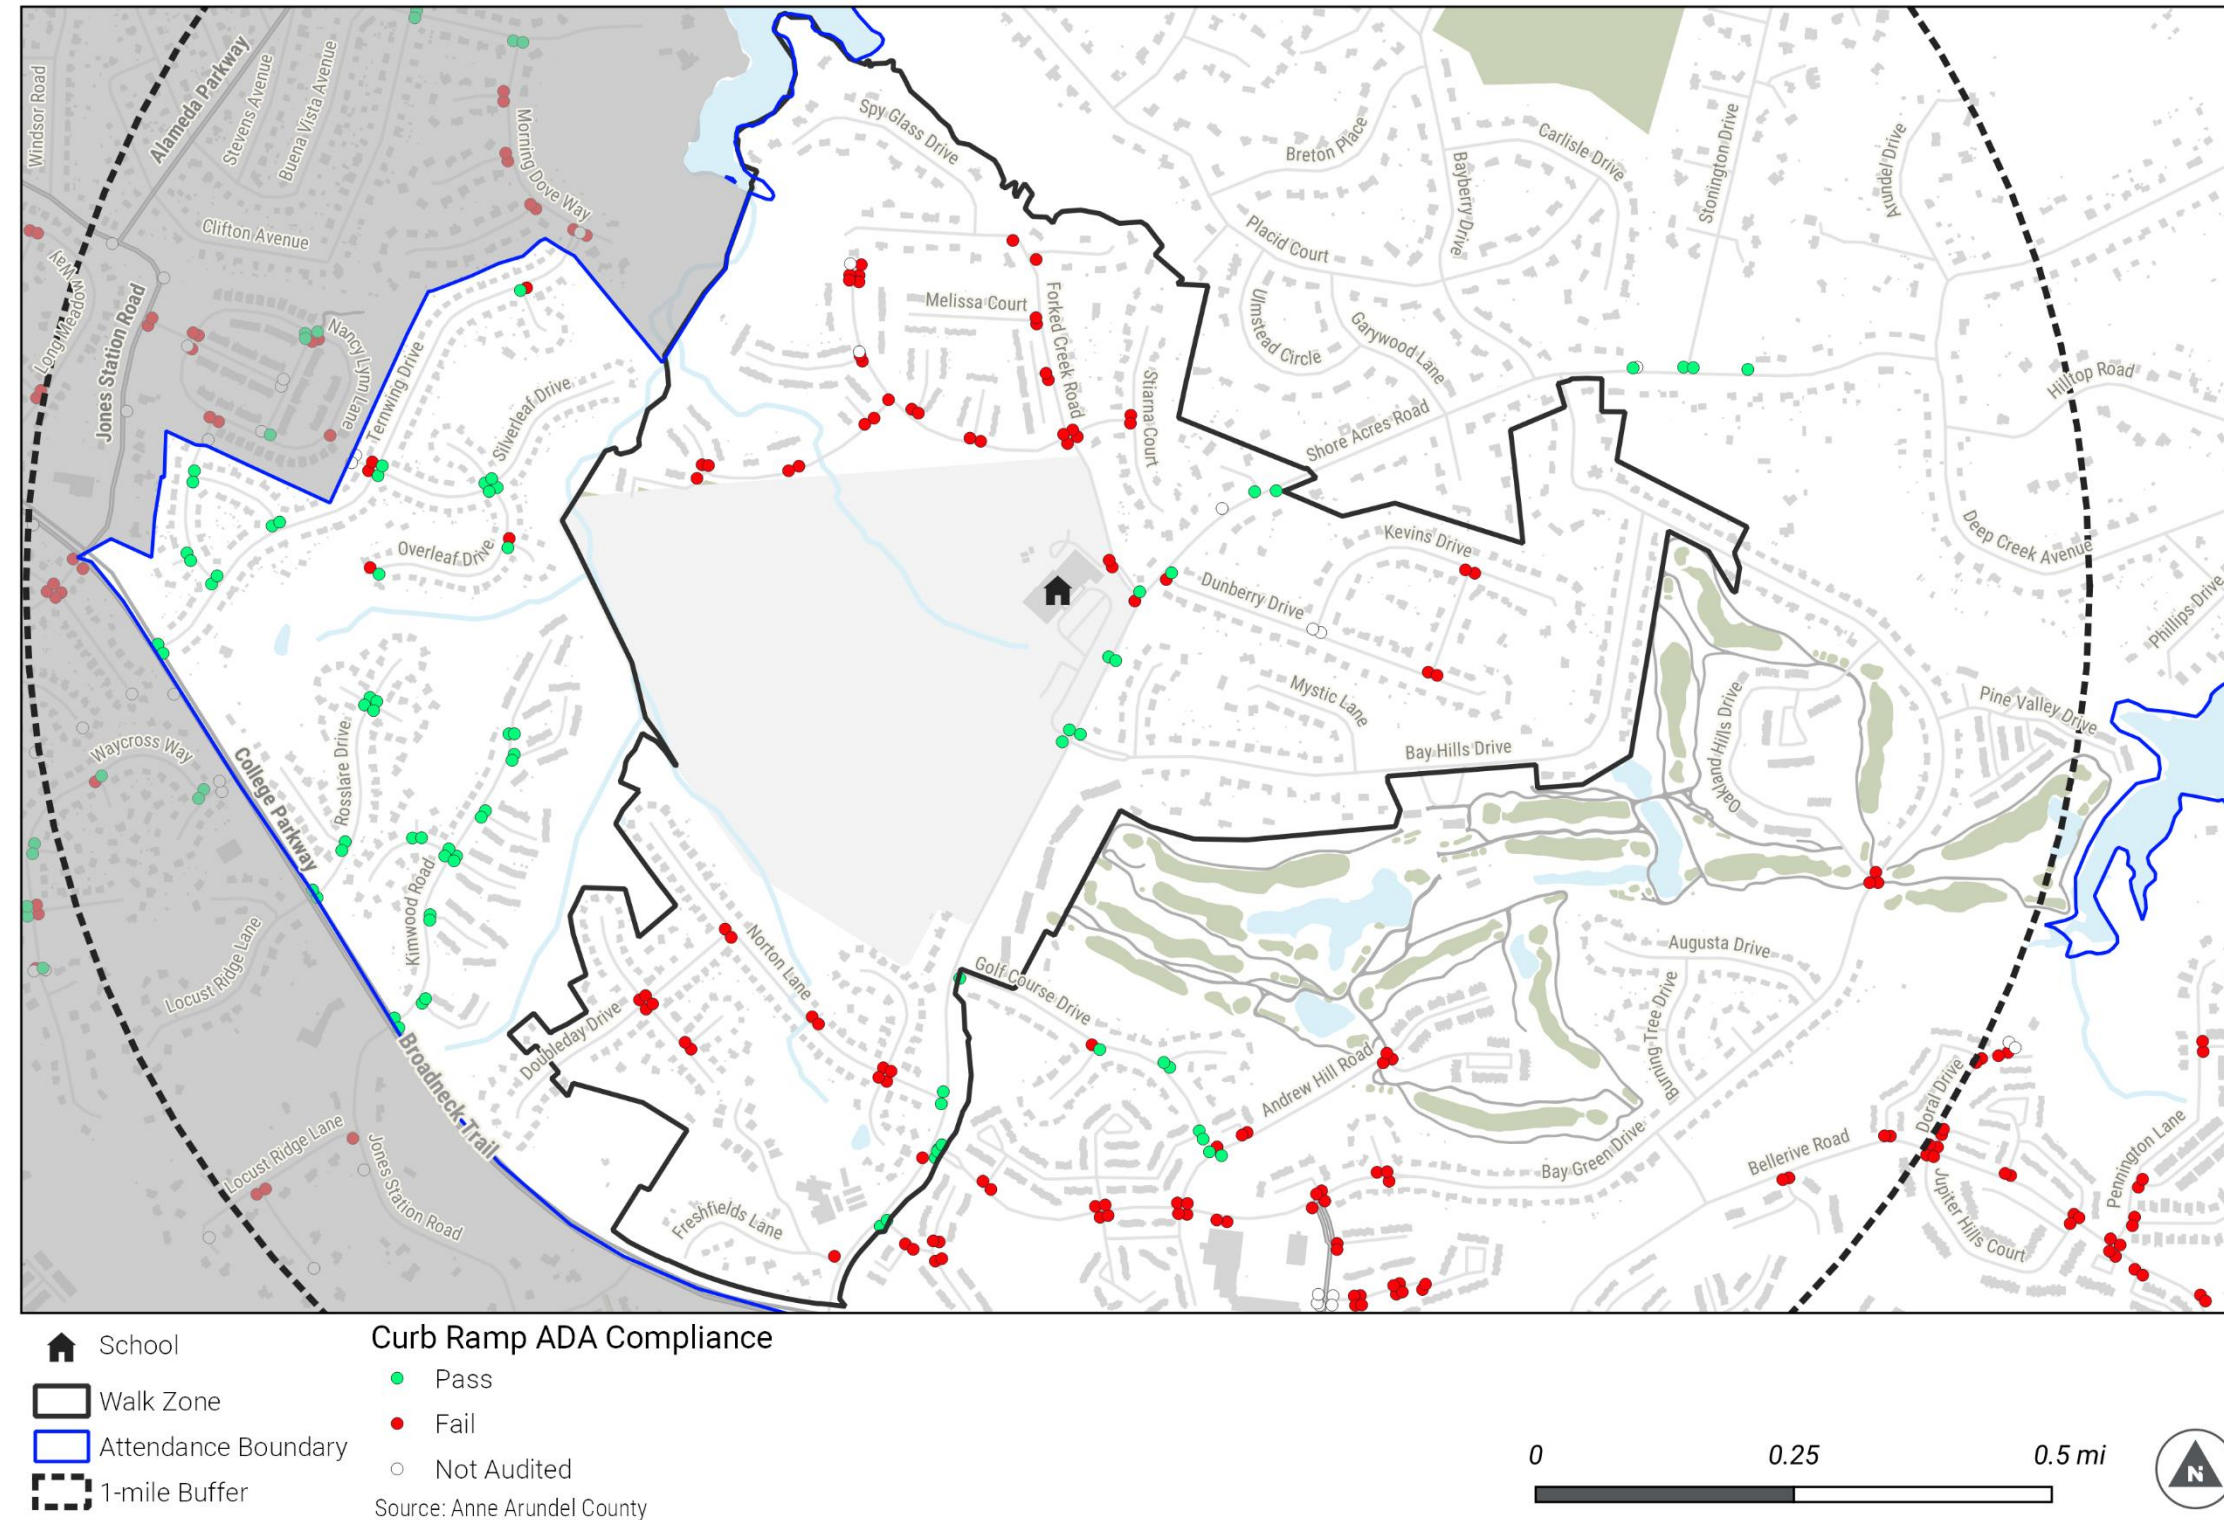 Windsor Road
Alameda Parkway
Stevens Avenue
Buena Vista Avenue
Morning Dove Way
Clifton Avenue
Long Meadow
Way
Jones Station Road
Nancy Lynn Lane
Ternwing Drive
Silverleaf Drive
Overleaf Drive
Spy Glass Drive
Melissa Court
Forked Creek Road
Stiarna Court
Breton Place
Bayberry Drive
Carlisle Drive
Stonington Drive
Arundel Drive
Placid Court
Ulmstead Circle
Garywood Lane
Shore Acres Road
Hilltop Road
Deep Creek Avenue
Phillips Drive
Kevins Drive
Dunberry Drive
Mystic Lane
Bay Hills Drive
Oakland Hills Drive
Pine Valley Drive
Waycross Way
College Parkway
Rosslare Drive
Kimwood Road
Locust Ridge Lane
Norton Lane
Doubleday Drive
Golf Course Drive
Augusta Drive
Burning Tree Drive
Andrew Hill Road
Broadneck Trail
Locust Ridge Lane
Jones Station Road
Freshfields Lane
Bay Green Drive
Bellerive Road
Doral Drive
Jupiter Hills Court
Pennington Lane
School
Walk Zone
Attendance Boundary
1-mile Buffer
Curb Ramp ADA Compliance
Pass
Fail
Not Audited
Source: Anne Arundel County
0 0.25 0.5 mi
N